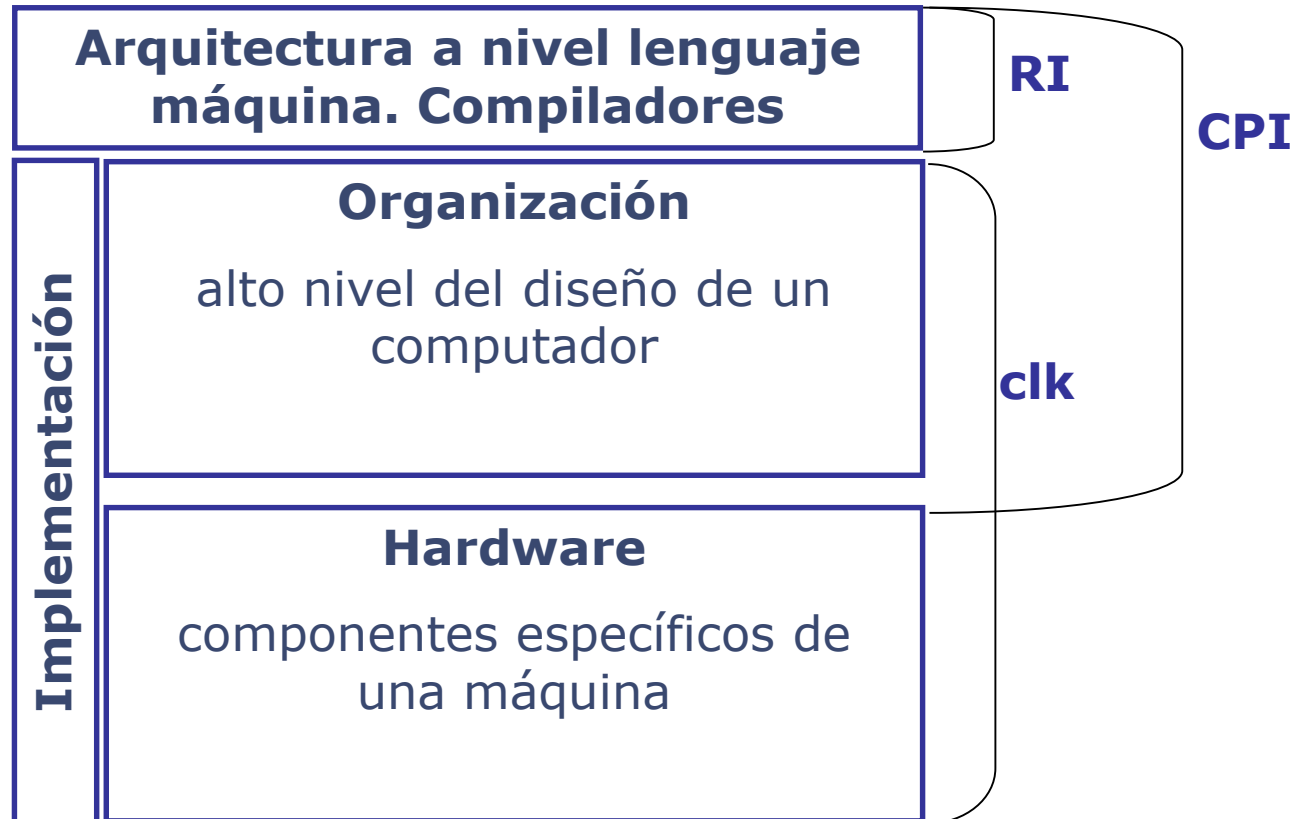 Arquitectura a nivel lenguaje
máquina. Compiladores
RI
CPI
Implementación
Organización
alto nivel del diseño de un
computador
clk
Hardware
componentes específicos de
una máquina